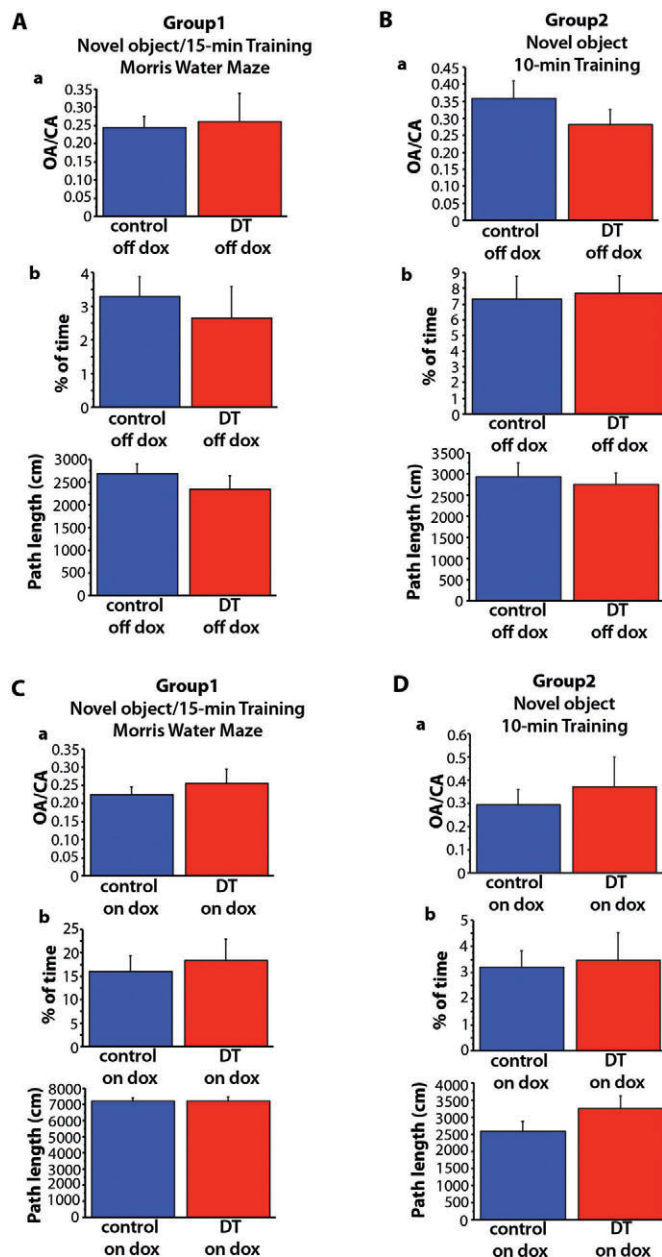 A
Group1
Novel object/15-min Training
Morris Water Maze
a
OA/CA
0.35
0.30
0.25
0.20
0.15
0.10
0.05
0
control
off dox
DT
off dox
b
% of time
4
3
2
1
0
control
off dox
DT
off dox
Path length (cm)
3000
2500
2000
1500
1000
500
0
control
off dox
DT
off dox
B
Group2
Novel object
10-min Training
a
OA/CA
0.45
0.40
0.35
0.30
0.25
0.20
0.15
0.10
0.05
0
control
off dox
DT
off dox
b
% of time
9
8
7
6
5
4
3
2
1
0
control
off dox
DT
off dox
Path length (cm)
3500
3000
2500
2000
1500
1000
500
0
control
off dox
DT
off dox
C
Group1
Novel object/15-min Training
Morris Water Maze
a
OA/CA
0.35
0.30
0.25
0.20
0.15
0.10
0.05
0
control
on dox
DT
on dox
b
% of time
25
20
15
10
5
0
control
on dox
DT
on dox
Path length (cm)
8000
7000
6000
5000
4000
3000
2000
1000
0
control
on dox
DT
on dox
D
Group2
Novel object
10-min Training
a
OA/CA
0.6
0.5
0.4
0.3
0.2
0.1
0
control
on dox
DT
on dox
b
% of time
5
4
3
2
1
0
control
on dox
DT
on dox
Path length (cm)
4000
3500
3000
2500
2000
1500
1000
500
0
control
on dox
DT
on dox